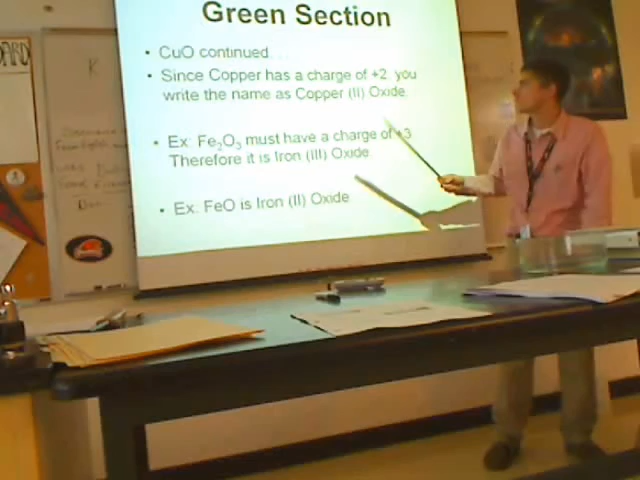 Green Section
• CuO continued…
• Since Copper has a charge of +2 you
write the name as Copper (II) Oxide.
• Ex: Fe₂O₃ must have a charge of +3
Therefore it is Iron (III) Oxide.
• Ex: FeO is Iron (II) Oxide
K